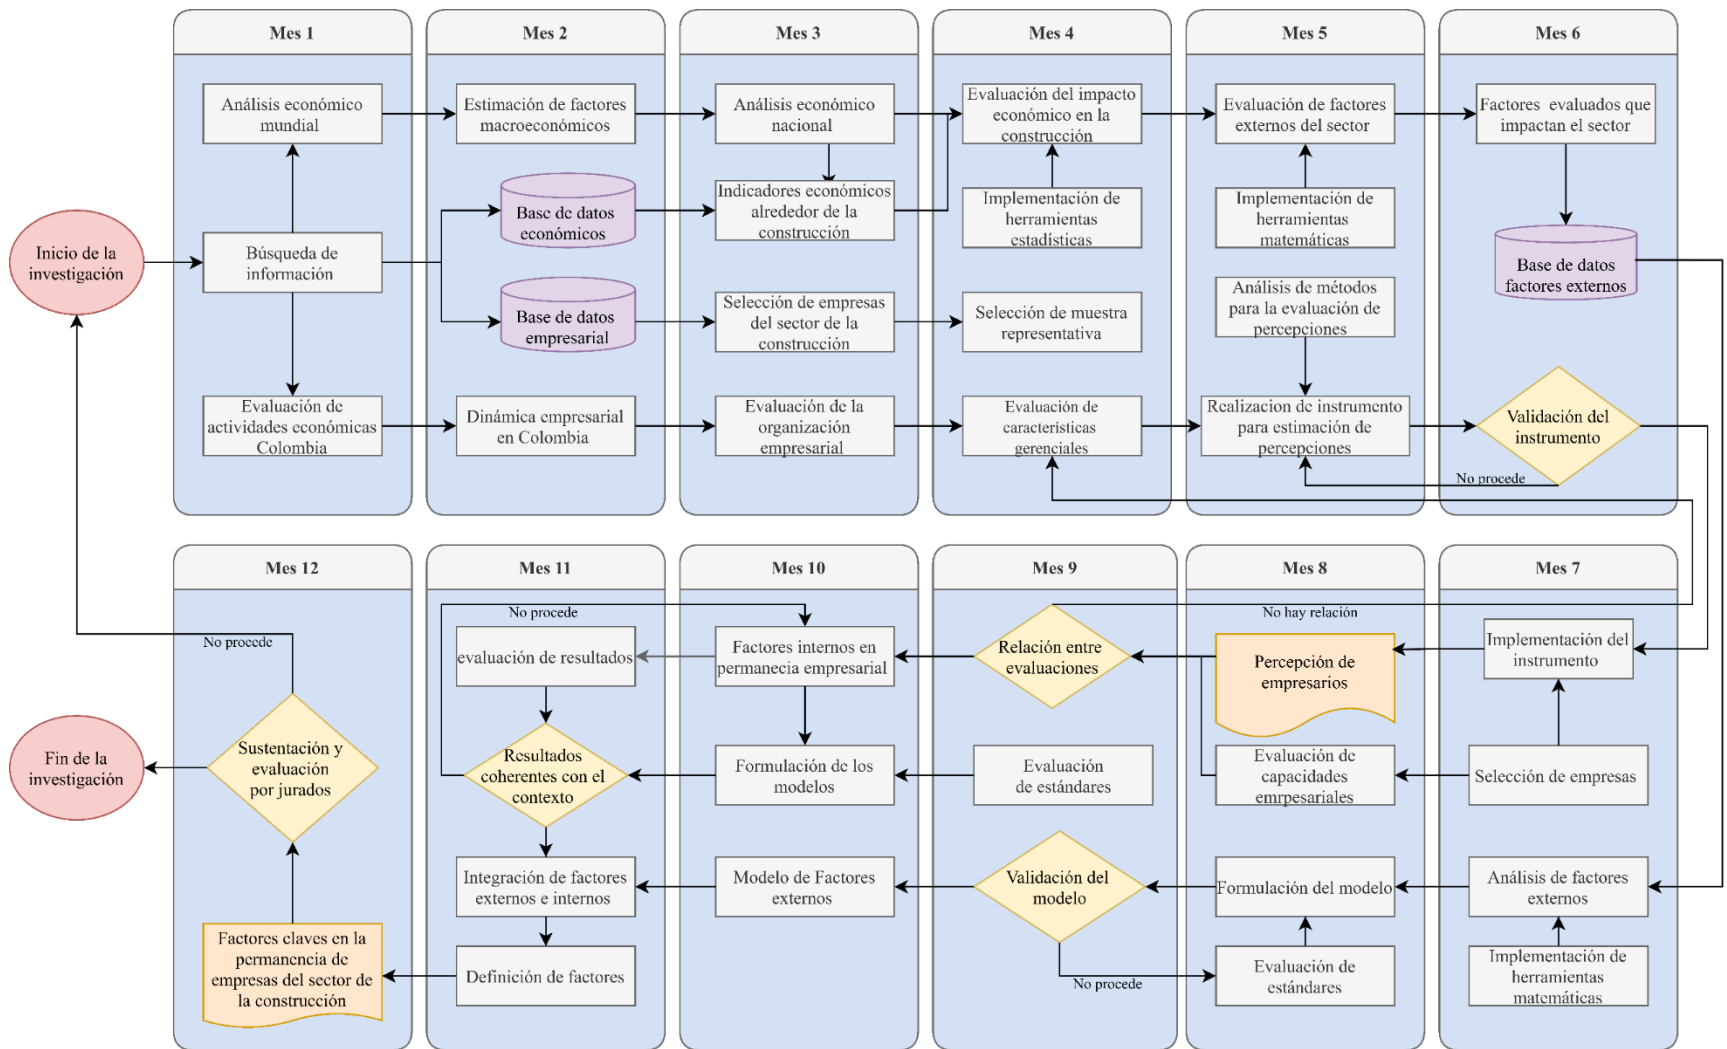 Mes 1
Mes 2
Mes 3
Mes 4
Mes 5
Mes 6
Análisis económico
mundial
Estimación de factores
macroeconómicos
Análisis económico
nacional
Evaluación del impacto
económico en la
construcción
Evaluación de factores
externos del sector
Factores evaluados que
impactan el sector
Base de datos
económicos
Indicadores económicos
alrededor de la
construcción
Implementación de
herramientas
estadísticas
Implementación de
herramientas
matemáticas
Inicio de la
investigación
Búsqueda de
información
Base de datos
factores externos
Base de datos
empresarial
Selección de empresas
del sector de la
construcción
Selección de muestra
representativa
Análisis de métodos
para la evaluación de
percepciones
Evaluación de
actividades económicas
Colombia
Dinámica empresarial
en Colombia
Evaluación de la
organización
empresarial
Evaluación de
características
gerenciales
Realizacion de instrumento
para estimación de
percepciones
Validación del
instrumento
No procede
Mes 12
Mes 11
Mes 10
Mes 9
Mes 8
Mes 7
No procede
No procede
evaluación de resultados
Factores internos en
permanecia empresarial
Relación entre
evaluaciones
No hay relación
Percepción de
empresarios
Implementación del
instrumento
Fin de la
investigación
Sustentación y
evaluación
por jurados
Resultados
coherentes con el
contexto
Formulación de los
modelos
Evaluación
de estándares
Evaluación de
capacidades
emrpesariales
Selección de empresas
Integración de factores
externos e internos
Modelo de Factores
externos
Validación del
modelo
Formulación del modelo
Análisis de factores
externos
Factores claves en la
permanencia de
empresas del sector de
la construcción
Definición de factores
No procede
Evaluación de
estándares
Implementación de
herramientas
matemáticas